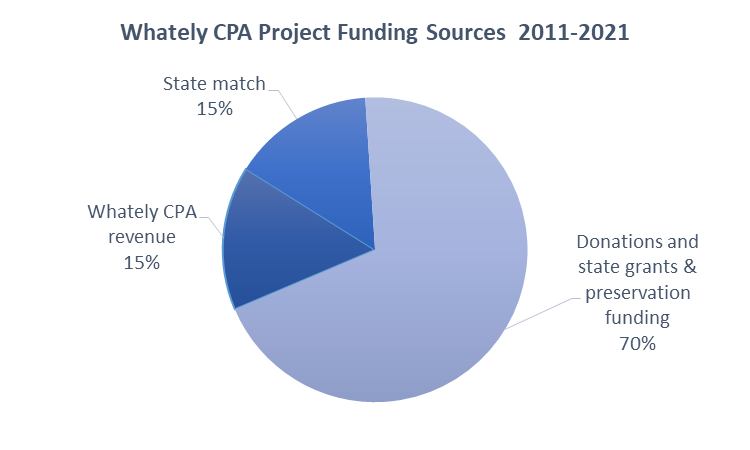 Whately CPA Project Funding Sources 2011-2021
State match
15%
Whately CPA
revenue
15%
Donations and
state grants &
preservation
funding
70%